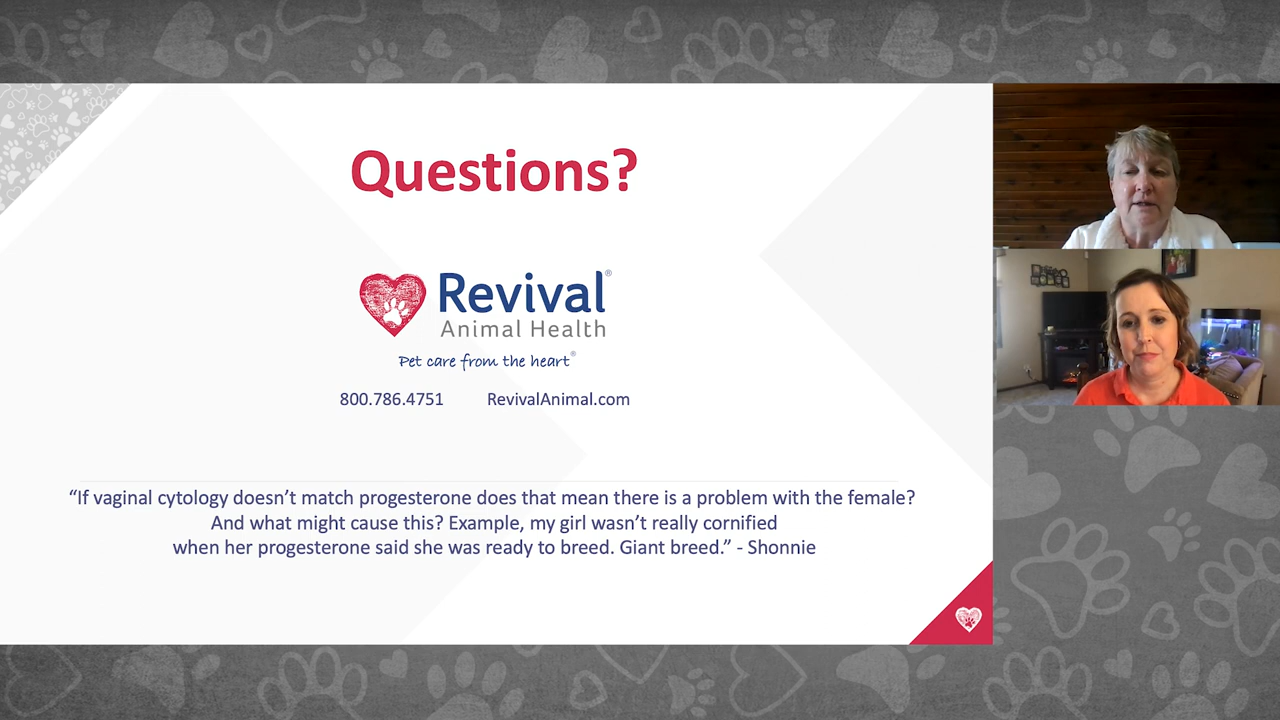 Questions?
Revival®
Animal Health
Pet care from the heart®
800.786.4751 RevivalAnimal.com
“If vaginal cytology doesn’t match progesterone does that mean there is a problem with the female?
And what might cause this? Example, my girl wasn’t really cornified
when her progesterone said she was ready to breed. Giant breed.” - Shonnie